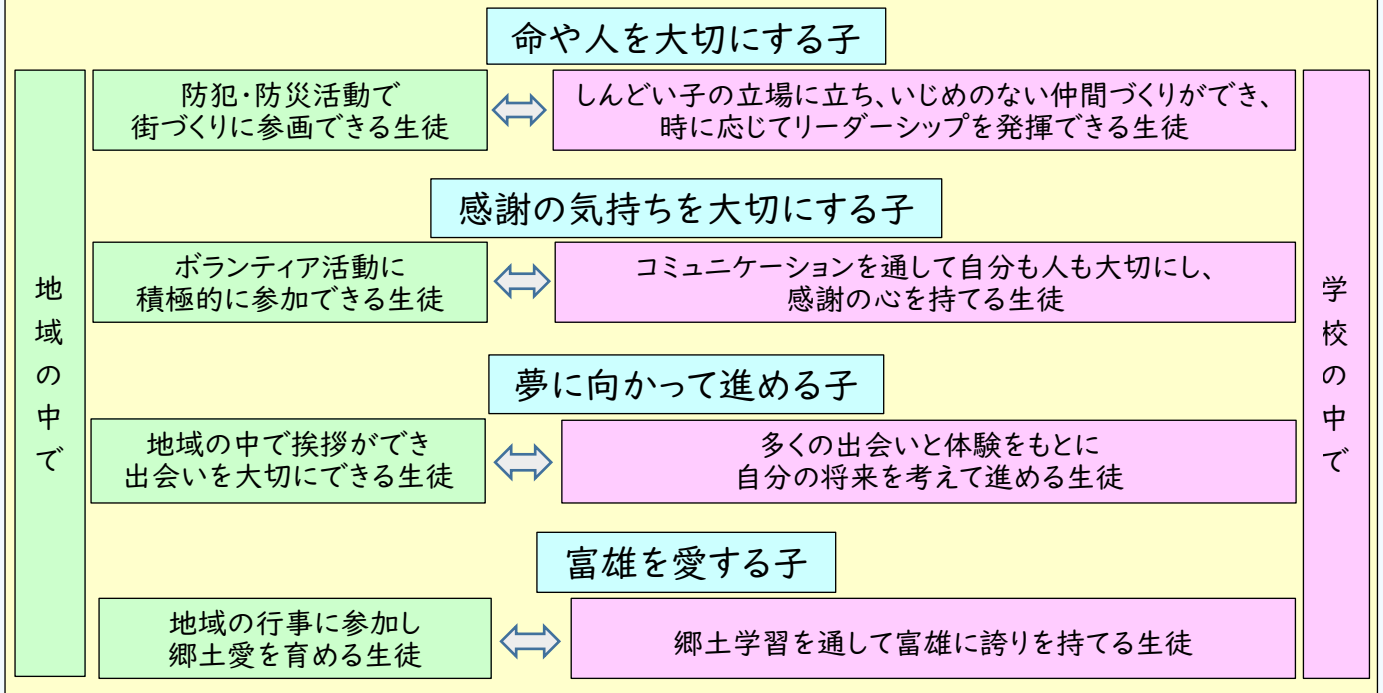 命や人を大切にする子
防犯・防災活動で
街づくりに参画できる生徒
しんどい子の立場に立ち、いじめのない仲間づくりができ、
時に応じてリーダーシップを発揮できる生徒
感謝の気持ちを大切にする子
ボランティア活動に
積極的に参加できる生徒
コミュニケーションを通して自分も人も大切にし、
感謝の心を持てる生徒
夢に向かって進める子
地域の中で挨拶ができ
出会いを大切にできる生徒
多くの出会いと体験をもとに
自分の将来を考えて進める生徒
富雄を愛する子
地域の行事に参加し
郷土愛を育める生徒
郷土学習を通して富雄に誇りを持てる生徒
地域の中で
学校の中で